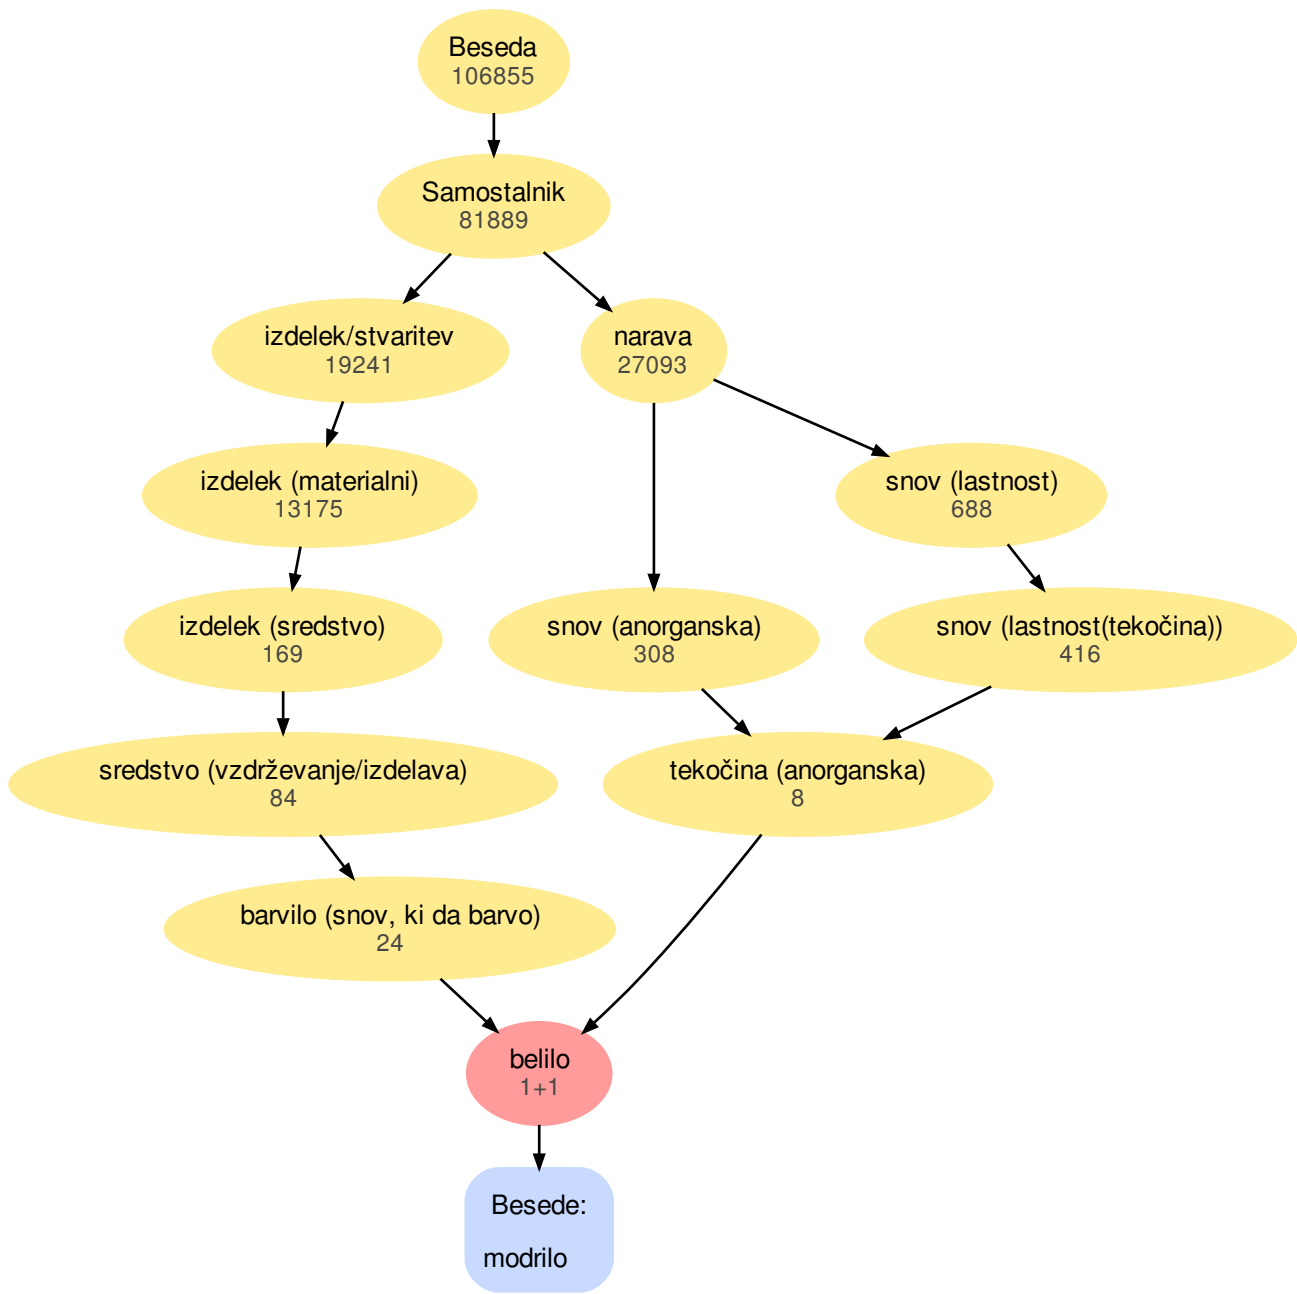 Beseda
106855
Samostalnik
81889
izdelek/stvaritev
19241
narava
27093
izdelek (materialni)
13175
snov (lastnost)
688
izdelek (sredstvo)
169
snov (anorganska)
308
snov (lastnost(tekočina))
416
sredstvo (vzdrževanje/izdelava)
84
tekočina (anorganska)
8
barvilo (snov, ki da barvo)
24
belilo
1+1
Besede:
modrilo